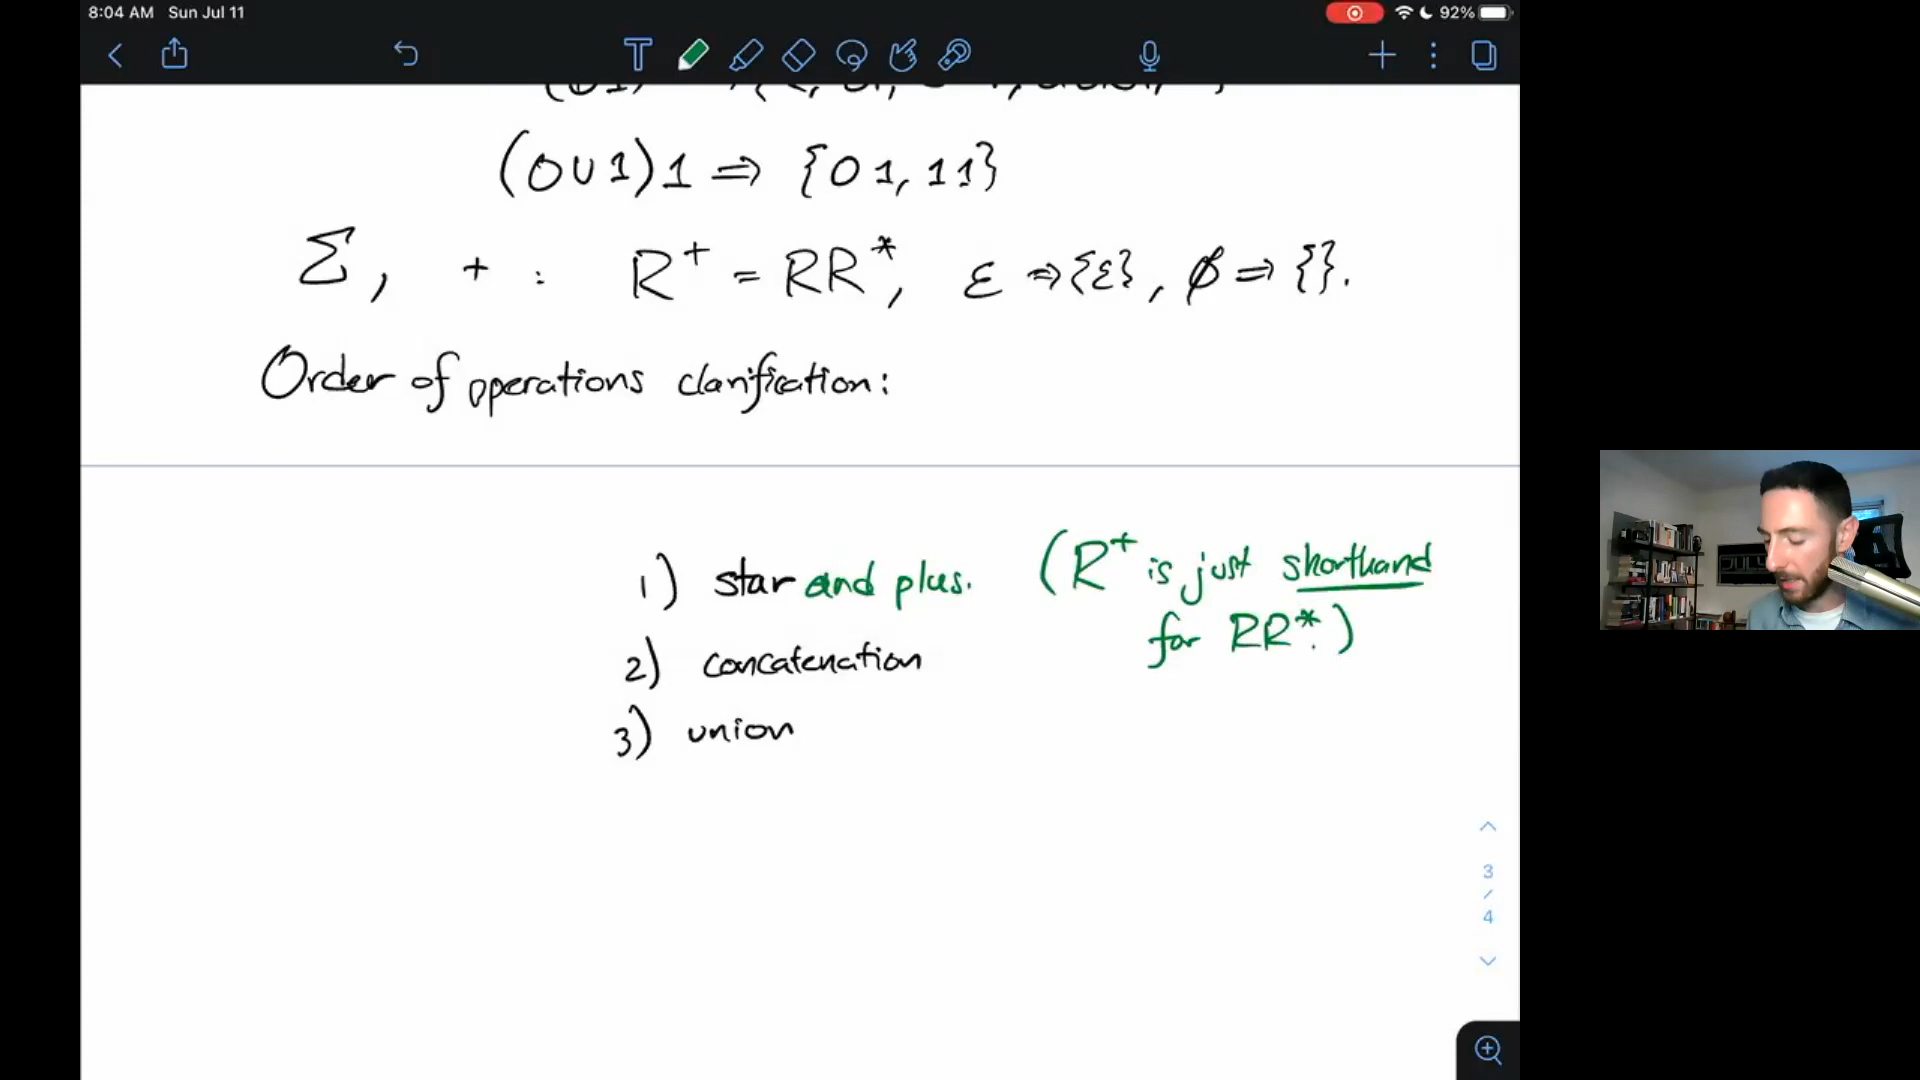 8:04 AM Sun Jul 11
92%
T
(0∪1)1 ⇒ {01, 11}
Σ, + : R⁺ = RR*, ε ⇒ {ε}, ∅ ⇒ {}.
Order of operations clarification:
1) star and plus. (R⁺ is just shorthand
for RR*.)
2) concatenation
3) union
3
/
4